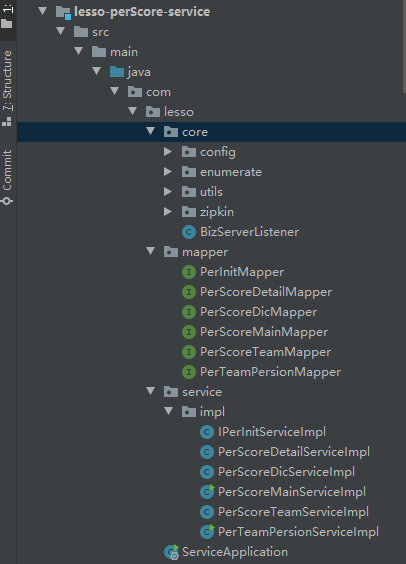 1:
7: Structure
Commit
lesso-perScore-service
src
main
java
com
lesso
core
config
enumerate
utils
zipkin
BizServerListener
mapper
PerInitMapper
PerScoreDetailMapper
PerScoreDicMapper
PerScoreMainMapper
PerScoreTeamMapper
PerTeamPersionMapper
service
impl
IPerInitServiceImpl
PerScoreDetailServiceImpl
PerScoreDicServiceImpl
PerScoreMainServiceImpl
PerScoreTeamServiceImpl
PerTeamPersionServiceImpl
ServiceApplication